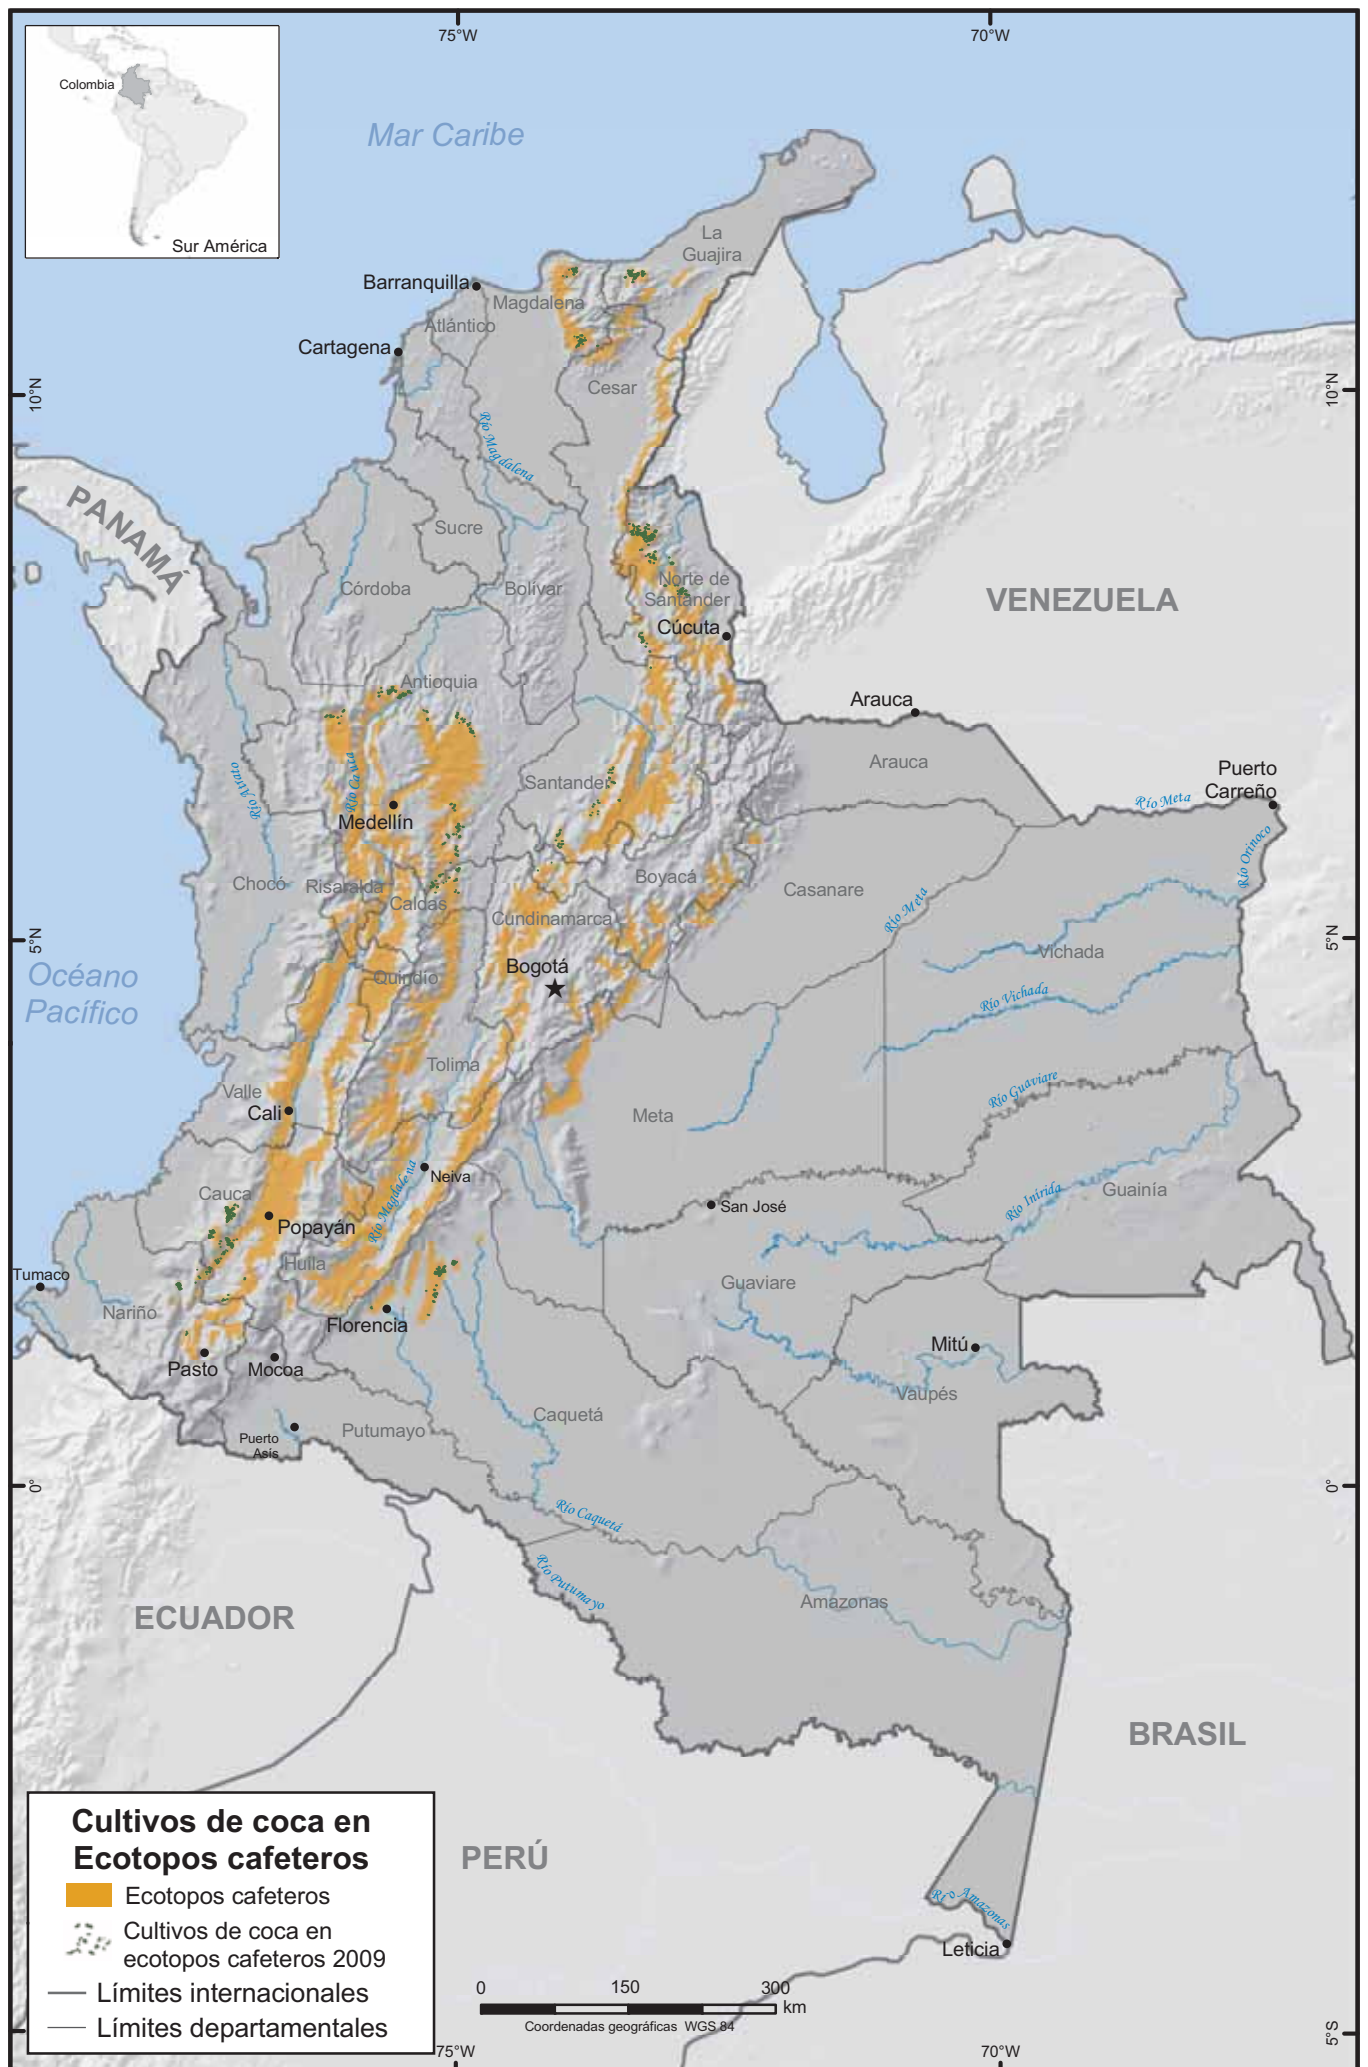 75°W
70°W
Colombia
Sur América
Mar Caribe
La
Guajira
Barranquilla
Magdalena
Atlántico
Cartagena
Cesar
10°N
10°N
Río Magdalena
PANAMÁ
Sucre
Córdoba
Bolívar
Norte de
Santander
VENEZUELA
Cúcuta
Antioquia
Arauca
Arauca
Río Atrato
Río Cauca
Santander
Puerto
Carreño
Río Meta
Medellín
Río Orinoco
Chocó
Risaralda
Caldas
Boyacá
Casanare
Río Meta
Cundinamarca
5°N
5°N
Vichada
Océano
Pacífico
Quindío
Bogotá
Río Vichada
Tolima
Valle
Cali
Meta
Río Guaviare
Neiva
Cauca
Río Magdalena
Popayán
San José
Río Inírida
Guainía
Huila
Tumaco
Nariño
Guaviare
Florencia
Mitú
Pasto
Mocoa
Vaupés
Caquetá
Putumayo
Puerto
Asís
0°
0°
Río Caquetá
Río Putumayo
Amazonas
ECUADOR
BRASIL
PERÚ
Río Amazonas
Leticia
Cultivos de coca en
Ecotopos cafeteros
Ecotopos cafeteros
Cultivos de coca en
ecotopos cafeteros 2009
Límites internacionales
Límites departamentales
0
150
300
km
Coordenadas geográficas WGS 84
5°S
75°W
70°W